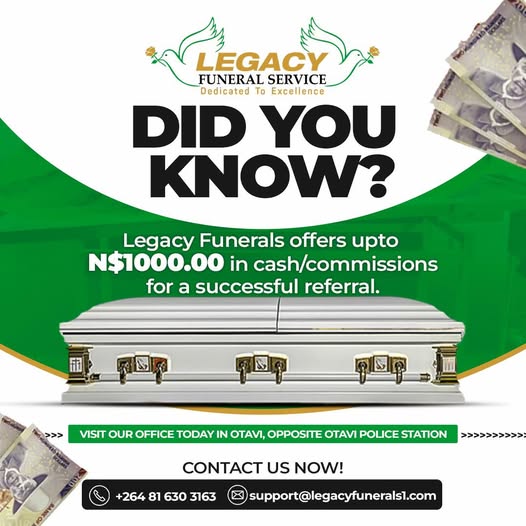 LEGACY
FUNERAL SERVICE
Dedicated To Excellence
DID YOU
KNOW?
Legacy Funerals offers upto
N$1000.00 in cash/commissions
for a successful referral.
>>> VISIT OUR OFFICE TODAY IN OTAVI, OPPOSITE OTAVI POLICE STATION >>>>>>>>>>>
CONTACT US NOW!
+264 81 630 3163 support@legacyfunerals1.com